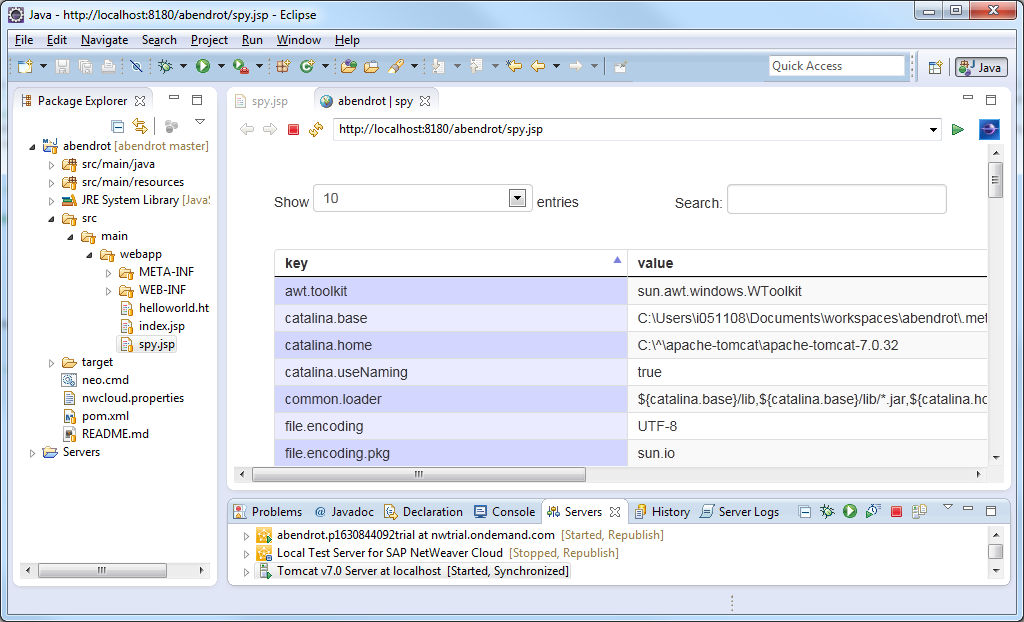 Java - http://localhost:8180/abendrot/spy.jsp - Eclipse
File Edit Navigate Search Project Run Window Help
Quick Access
Java
Package Explorer
abendrot [abendrot master]
src/main/java
src/main/resources
JRE System Library [JavaS
src
main
webapp
META-INF
WEB-INF
helloworld.ht
index.jsp
spy.jsp
target
neo.cmd
nwcloud.properties
pom.xml
README.md
Servers
spy.jsp
abendrot | spy
http://localhost:8180/abendrot/spy.jsp
Show 10 entries Search:
key value
awt.toolkit sun.awt.windows.WToolkit
catalina.base C:\Users\i051108\Documents\workspaces\abendrot\.met
catalina.home C:\^\apache-tomcat\apache-tomcat-7.0.32
catalina.useNaming true
common.loader ${catalina.base}/lib,${catalina.base}/lib/*.jar,${catalina.ho
file.encoding UTF-8
file.encoding.pkg sun.io
Problems @ Javadoc Declaration Console Servers History Server Logs
abendrot.p1630844092trial at nwtrial.ondemand.com [Started, Republish]
Local Test Server for SAP NetWeaver Cloud [Stopped, Republish]
Tomcat v7.0 Server at localhost [Started, Synchronized]